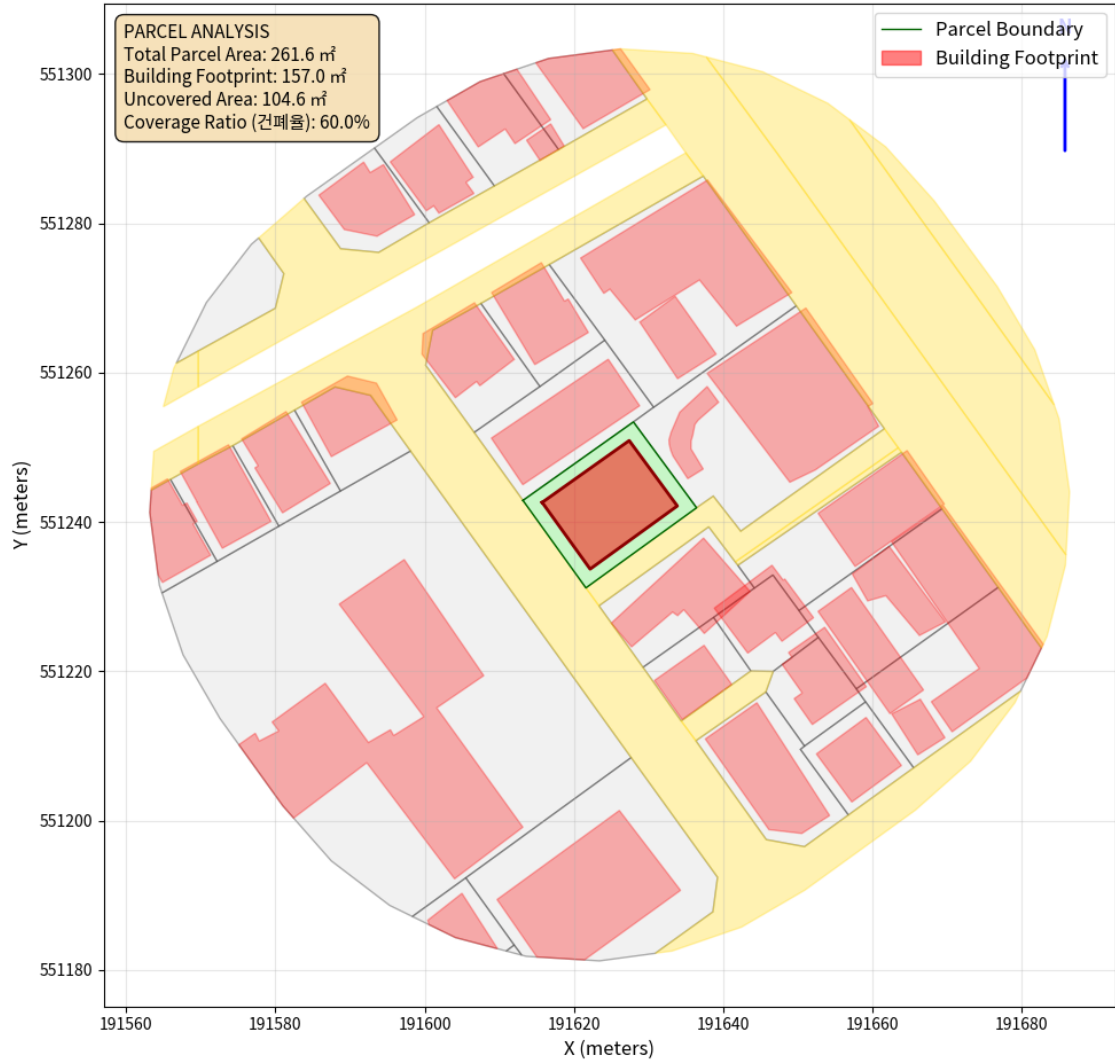 PARCEL ANALYSIS
Total Parcel Area: 261.6 ㎡
Building Footprint: 157.0 ㎡
Uncovered Area: 104.6 ㎡
Coverage Ratio (건폐율): 60.0%
N
Parcel Boundary
Building Footprint
551300
551280
551260
551240
551220
551200
551180
Y (meters)
191560
191580
191600
191620
191640
191660
191680
X (meters)